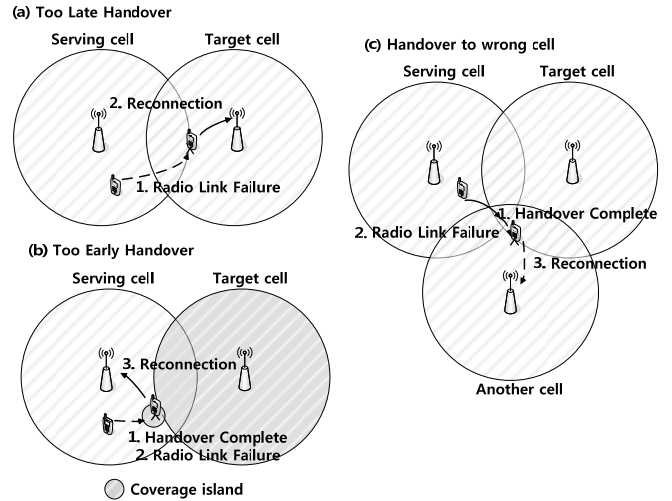 (a) Too Late Handover
Serving cell
Target cell
2. Reconnection
1. Radio Link Failure
(b) Too Early Handover
Serving cell
Target cell
3. Reconnection
1. Handover Complete
2. Radio Link Failure
Coverage island
(c) Handover to wrong cell
Serving cell
Target cell
1. Handover Complete
2. Radio Link Failure
3. Reconnection
Another cell